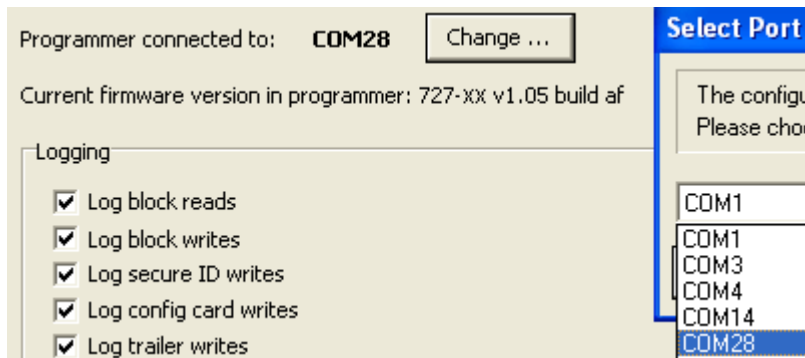 Programmer connected to: COM28 Change ...
Current firmware version in programmer: 727-XX v1.05 build af
Logging
Log block reads
Log block writes
Log secure ID writes
Log config card writes
Log trailer writes
Select Port
The
Please
COM1
COM1
COM3
COM4
COM14
COM28